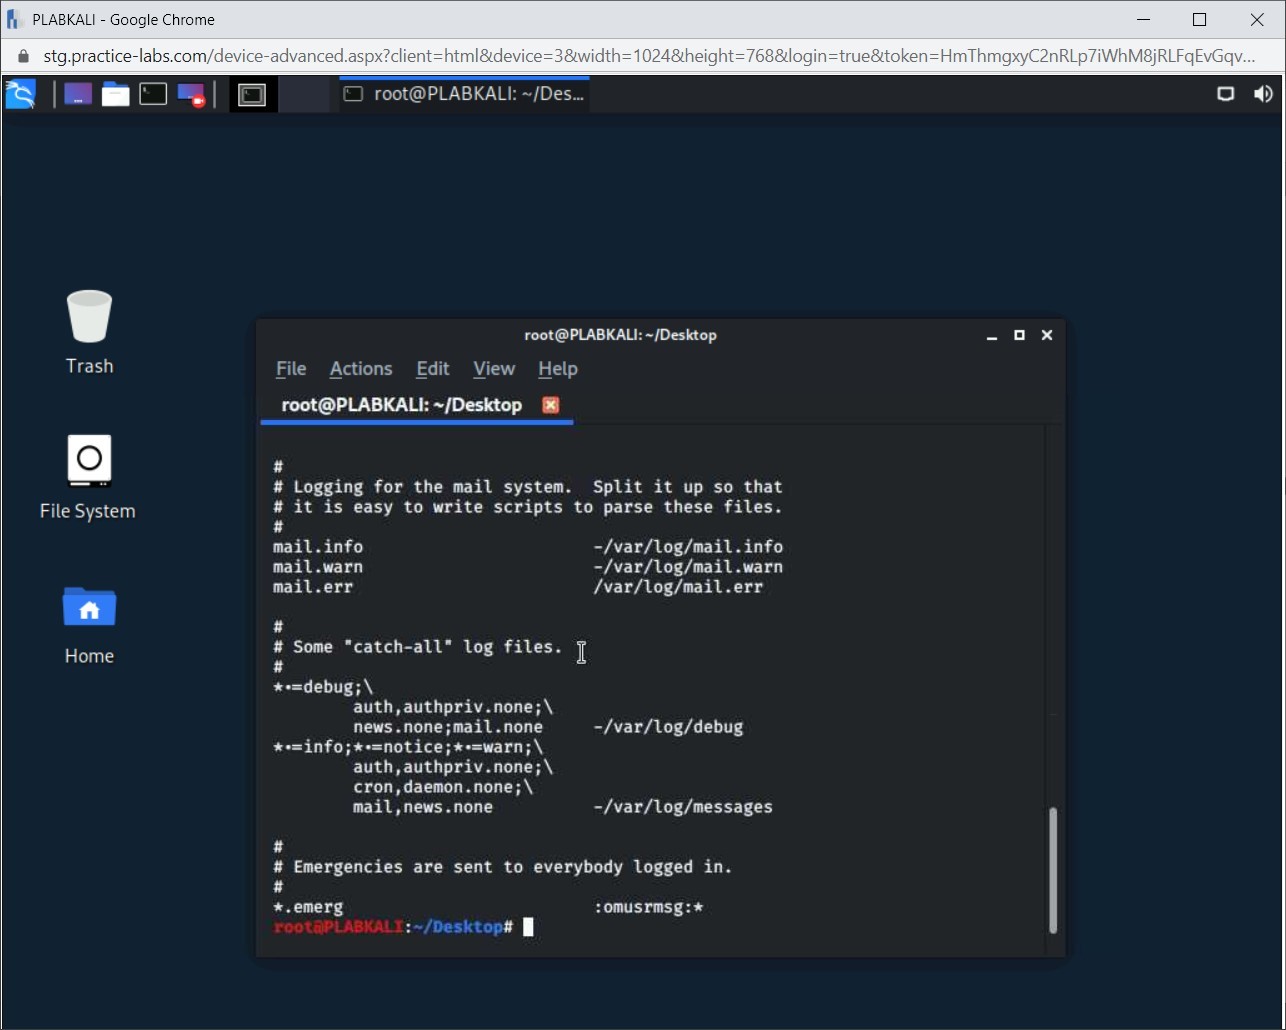 PLABKALI - Google Chrome
stg.practice-labs.com/device-advanced.aspx?client=html&device=3&width=1024&height=768&login=true&token=HmThmgxyC2nRLp7iWhM8jRLFqEvGqv...
root@PLABKALI: ~/Des...
Trash
File System
Home
root@PLABKALI: ~/Desktop
File Actions Edit View Help
root@PLABKALI: ~/Desktop
#
# Logging for the mail system.  Split it up so that
# it is easy to write scripts to parse these files.
#
mail.info                       -/var/log/mail.info
mail.warn                       -/var/log/mail.warn
mail.err                        /var/log/mail.err
#
# Some "catch-all" log files.
#
*.=debug;\
        auth,authpriv.none;\
        news.none;mail.none     -/var/log/debug
*.=info;*.=notice;*.=warn;\
        auth,authpriv.none;\
        cron,daemon.none;\
        mail,news.none          -/var/log/messages
#
# Emergencies are sent to everybody logged in.
#
*.emerg                         :omusrmsg:*
root@PLABKALI:~/Desktop#